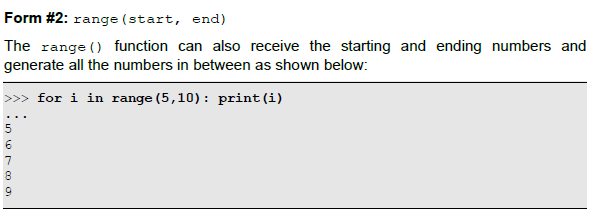 Form #2: range(start, end)
The range() function can also receive the starting and ending numbers and
generate all the numbers in between as shown below:
>>> for i in range(5,10): print(i)
...
5
6
7
8
9